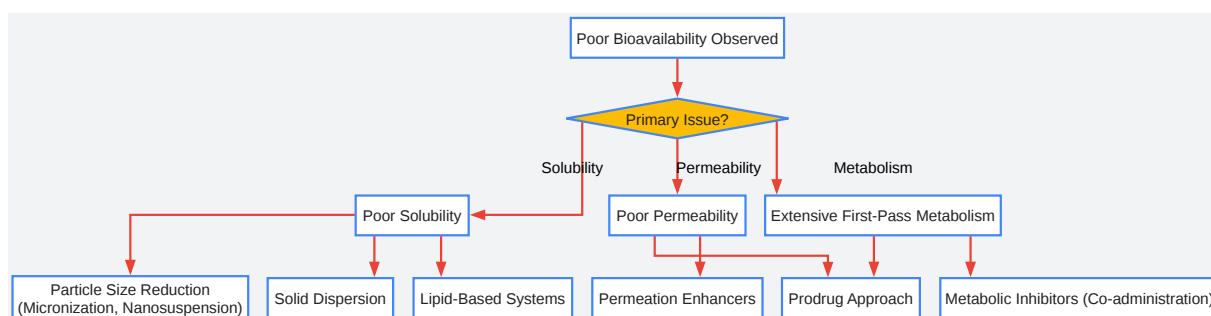 Poor Bioavailability Observed
Primary Issue?
Solubility
Permeability
Metabolism
Poor Solubility
Poor Permeability
Extensive First-Pass Metabolism
Particle Size Reduction
(Micronization, Nanosuspension)
Solid Dispersion
Lipid-Based Systems
Permeation Enhancers
Prodrug Approach
Metabolic Inhibitors (Co-administration)